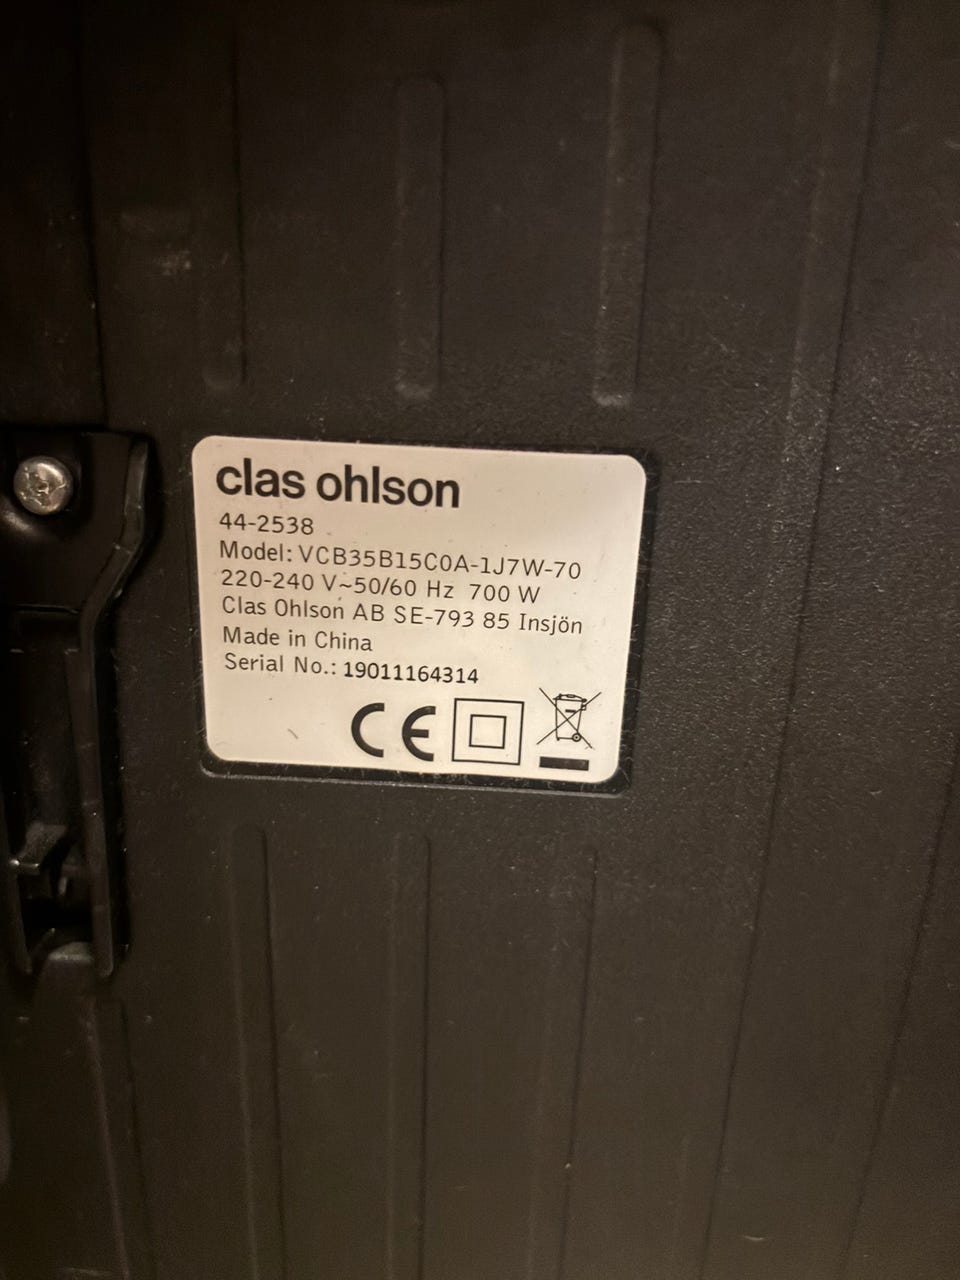 clas ohlson
44-2538
Model: VCB35B15C0A-1J7W-70
220-240 V~50/60 Hz 700 W
Clas Ohlson AB SE-793 85 Insjön
Made in China
Serial No.: 19011164314
CE